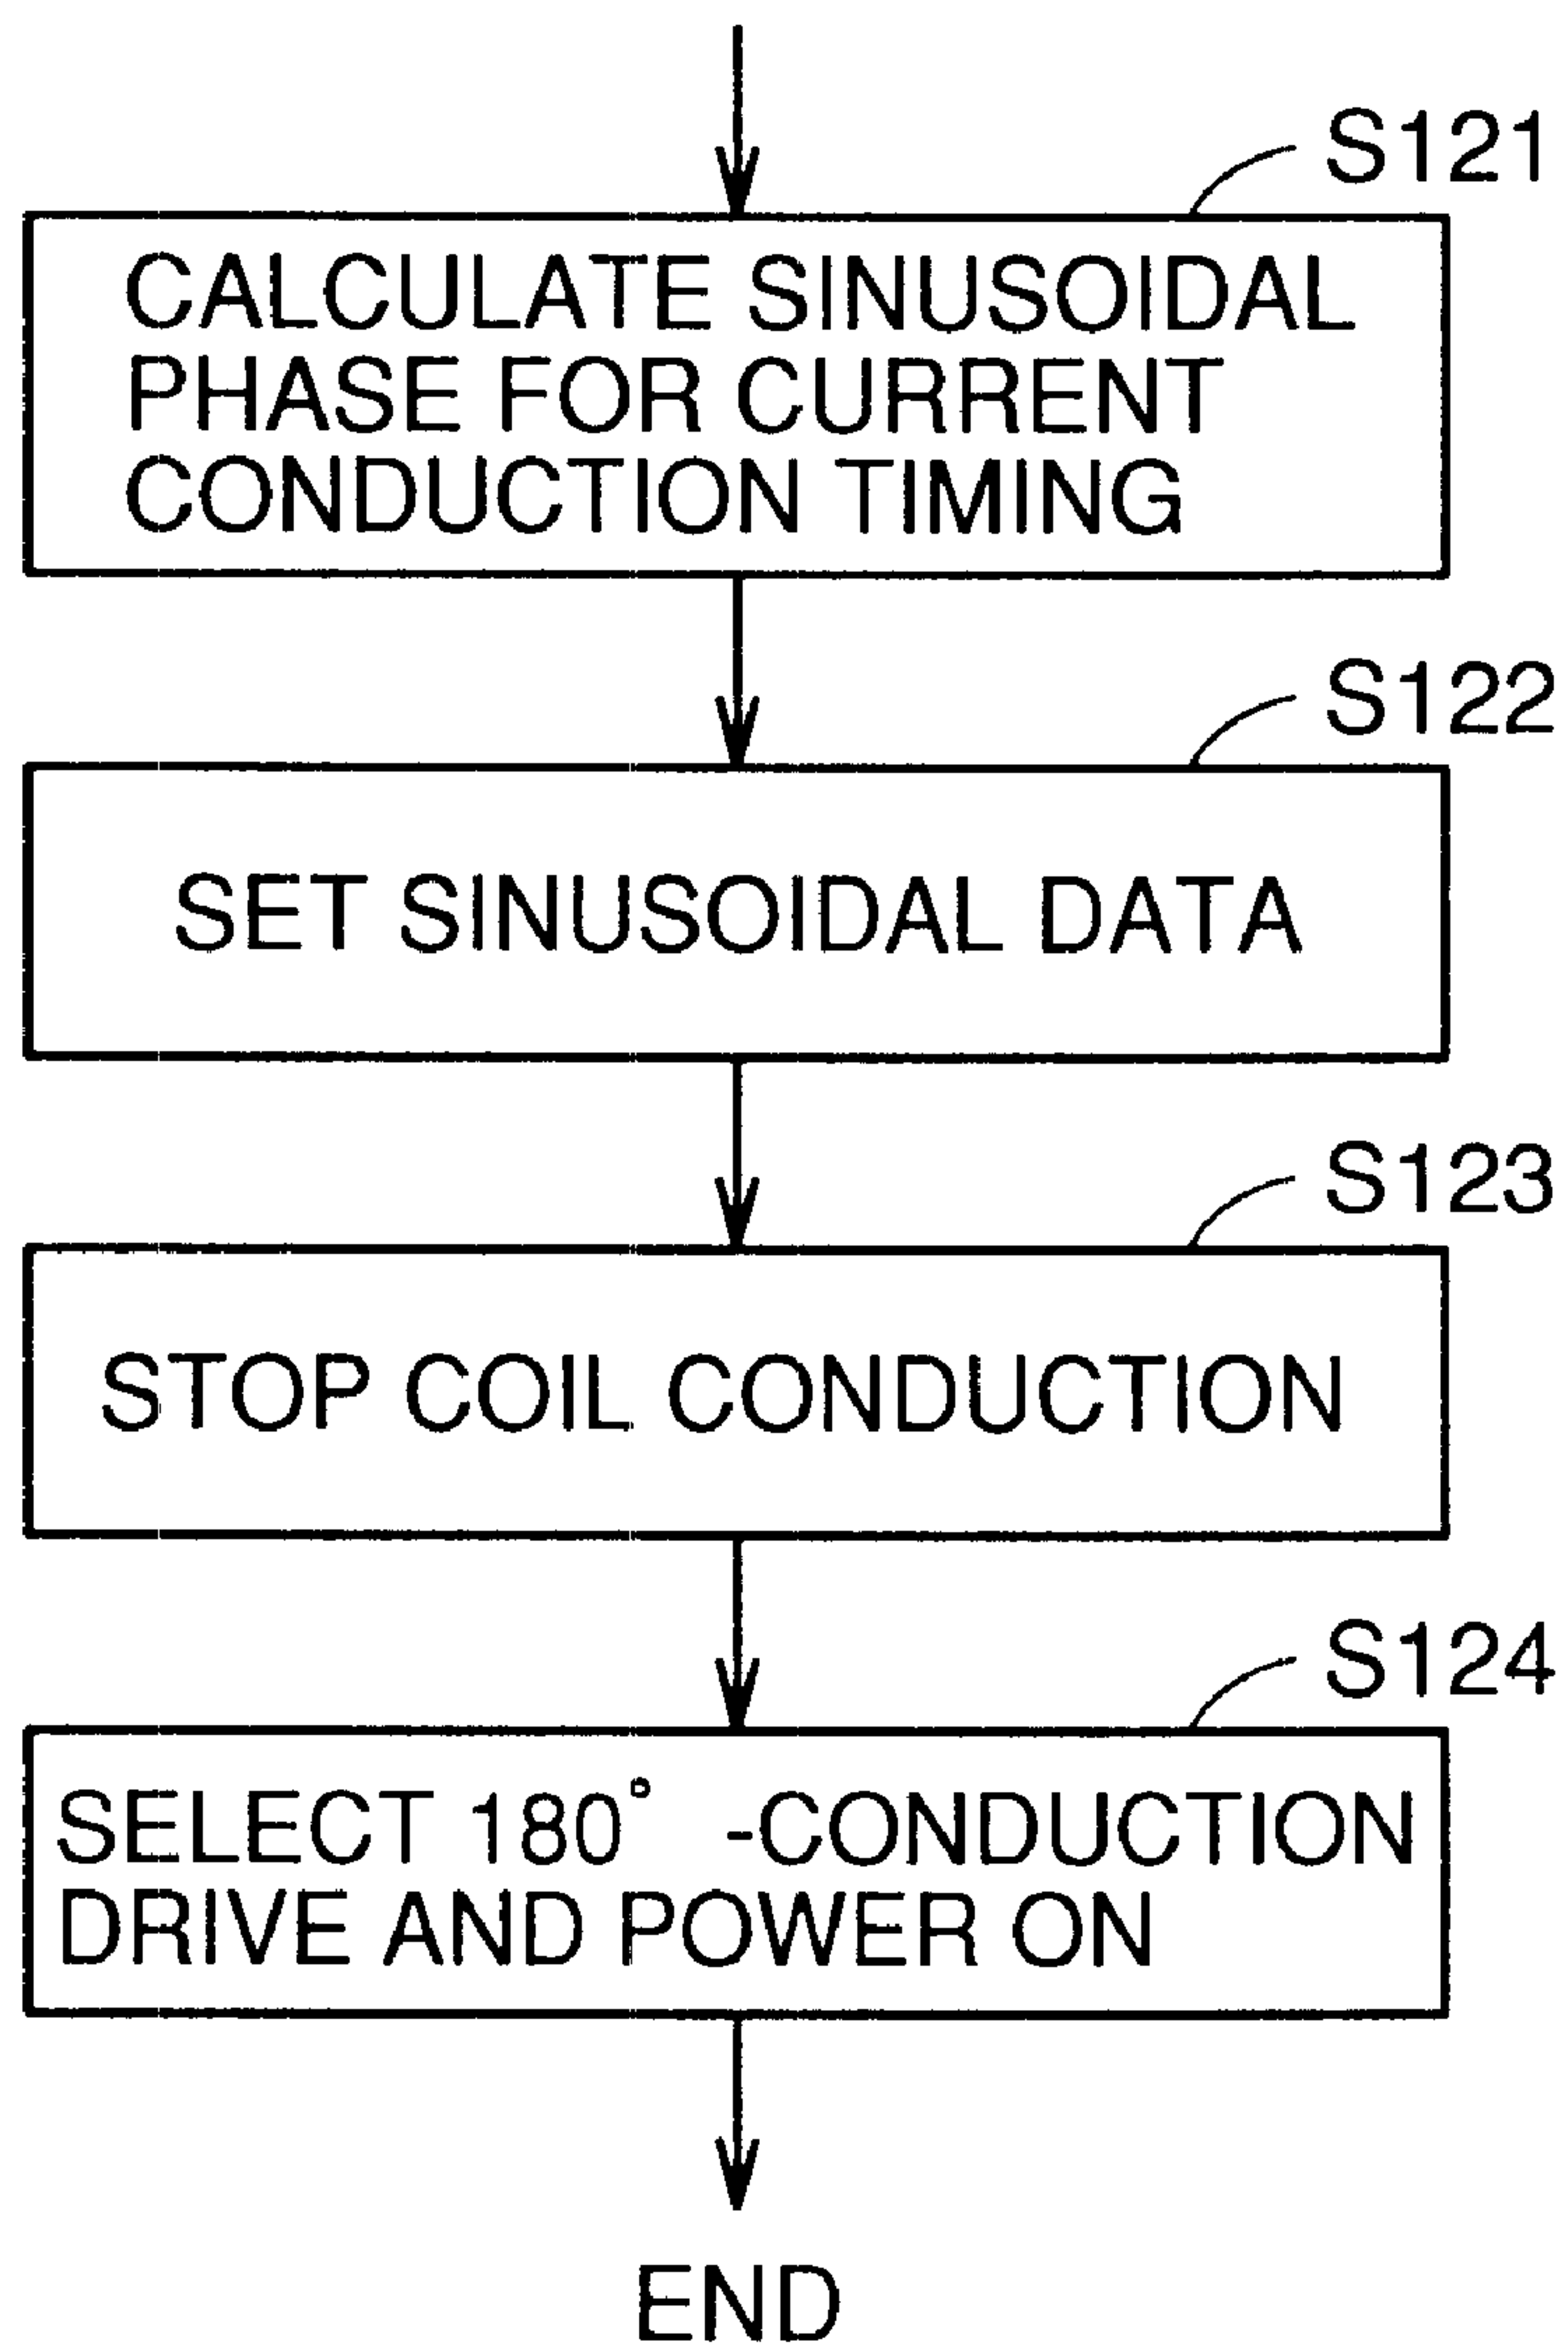 S121
CALCULATE SINUSOIDAL
PHASE FOR CURRENT
CONDUCTION TIMING
S122
SET SINUSOIDAL DATA
S123
STOP COIL CONDUCTION
S124
SELECT 180° -CONDUCTION
DRIVE AND POWER ON
END